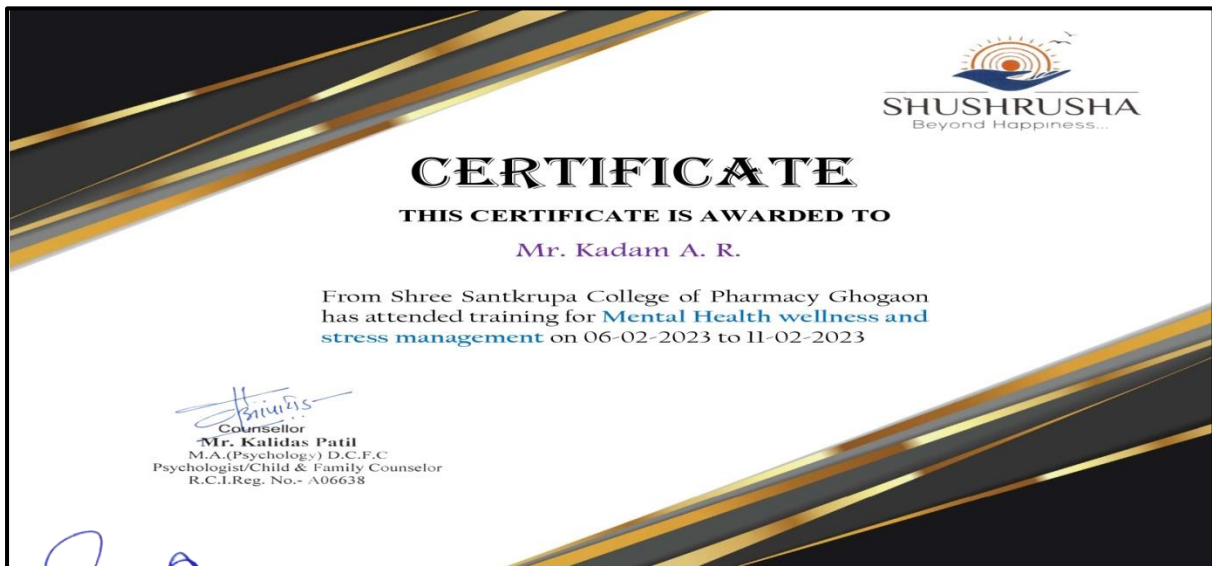 SHUSHRUSHA
Beyond Happiness...
CERTIFICATE
THIS CERTIFICATE IS AWARDED TO
Mr. Kadam A. R.
From Shree Santkrupa College of Pharmacy Ghogaon
has attended training for Mental Health wellness and
stress management on 06-02-2023 to 11-02-2023
Counsellor
Mr. Kalidas Patil
M.A.(Psychology) D.C.F.C
Psychologist/Child & Family Counselor
R.C.I.Reg. No.- A06638